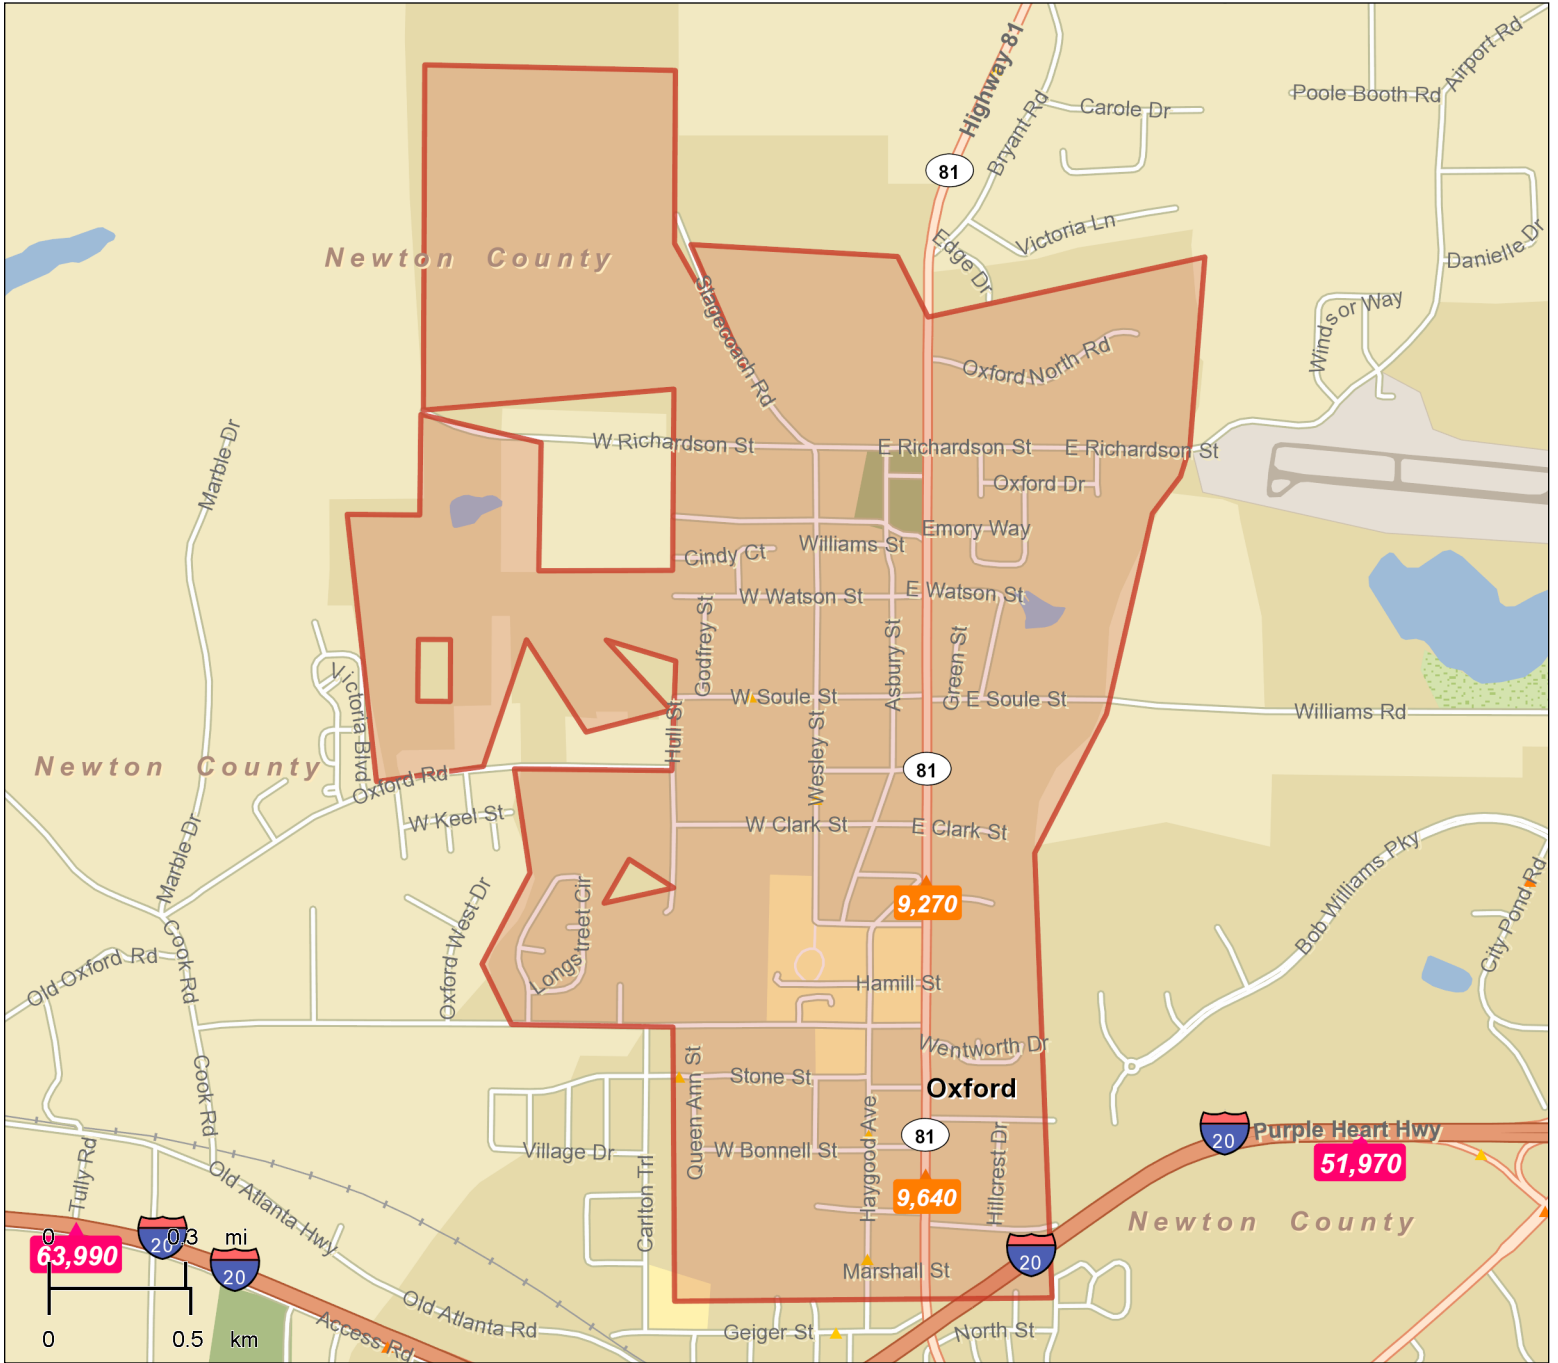 Highway 81
Airport Rd
Poole Booth Rd
Carole Dr
Bryant Rd
81
Victoria Ln
Edge Dr
Danielle Dr
Newton County
Windsor Way
Stagecoach Rd
Oxford North Rd
Marble Dr
W Richardson St
E Richardson St
E Richardson St
Oxford Dr
Emory Way
Williams St
Cindy Ct
W Watson St
E Watson St
Godfrey St
Asbury St
Green St
Victoria Blvd
W Soule St
E Soule St
Williams Rd
Hull St
Wesley St
Newton County
81
Oxford Rd
W Keel St
W Clark St
E Clark St
Marble Dr
Bob Williams Pky
City Pond Rd
9,270
Oxford West Dr
Longstreet Cir
Cook Rd
Old Oxford Rd
Hamill St
Wentworth Dr
Cook Rd
Queen Ann St
Stone St
Oxford
Haygood Ave
81
20
Purple Heart Hwy
51,970
Village Dr
W Bonnell St
Hillcrest Dr
Tully Rd
Old Atlanta Hwy
Carlton Trl
9,640
Newton County
0 0.3 mi
20
63,990
20
20
Marshall St
Old Atlanta Rd
Access Rd
Geiger St
North St
0 0.5 km